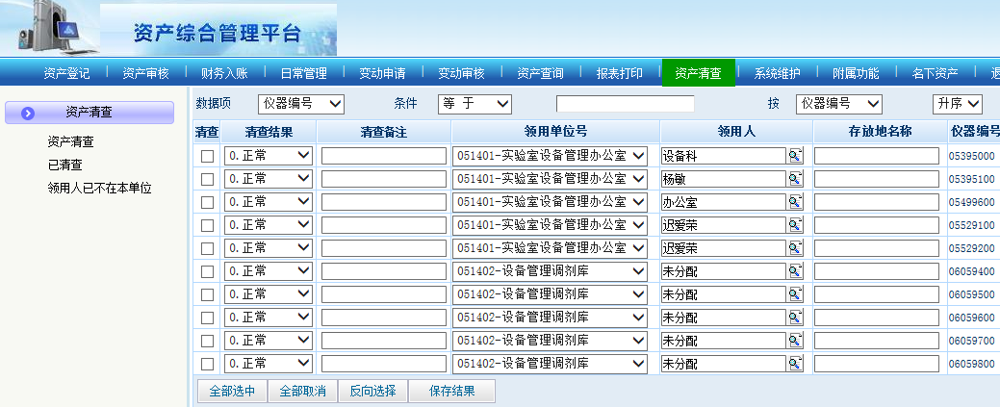 资产综合管理平台
资产登记 资产审核 财务入账 日常管理 变动申请 变动审核 资产查询 报表打印 资产清查 系统维护 附属功能 名下资产
资产清查
资产清查
已清查
领用人已不在本单位
数据项 仪器编号 条件 等 于 按 仪器编号 升序
清查 清查结果 清查备注 领用单位号 领用人 存放地名称 仪器编号
0. 正常 051401-实验室设备管理办公室 设备科 05395000
0. 正常 051401-实验室设备管理办公室 杨敏 05395100
0. 正常 051401-实验室设备管理办公室 办公室 05499600
0. 正常 051401-实验室设备管理办公室 迟爱荣 05529100
0. 正常 051401-实验室设备管理办公室 迟爱荣 05529200
0. 正常 051402-设备管理调剂库 未分配 06059400
0. 正常 051402-设备管理调剂库 未分配 06059500
0. 正常 051402-设备管理调剂库 未分配 06059600
0. 正常 051402-设备管理调剂库 未分配 06059700
0. 正常 051402-设备管理调剂库 未分配 06059800
全部选中 全部取消 反向选择 保存结果